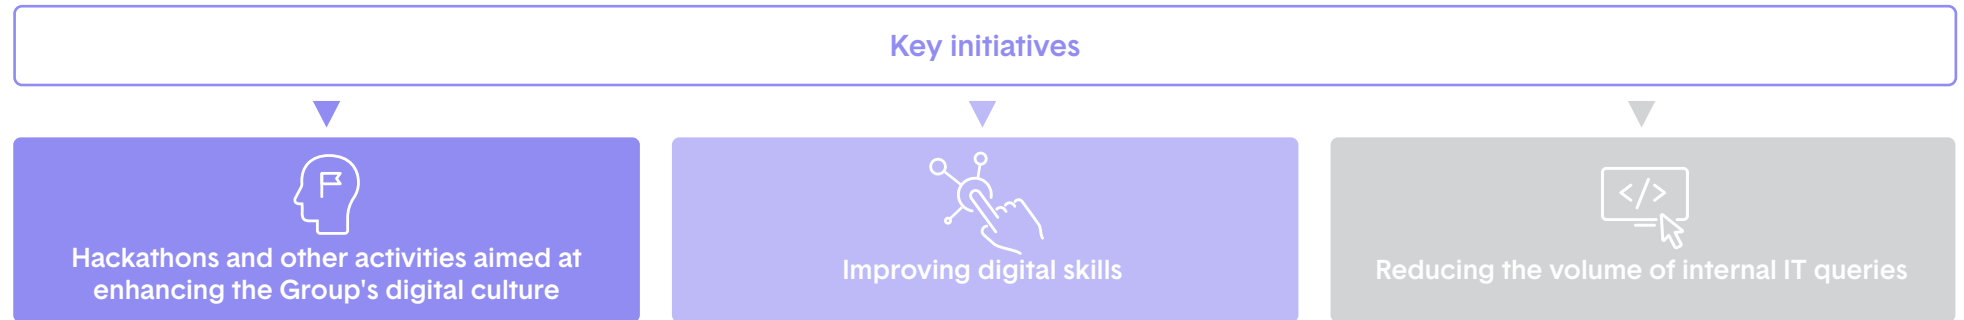 Key initiatives
Hackathons and other activities aimed at
enhancing the Group's digital culture
Improving digital skills
</>
Reducing the volume of internal IT queries